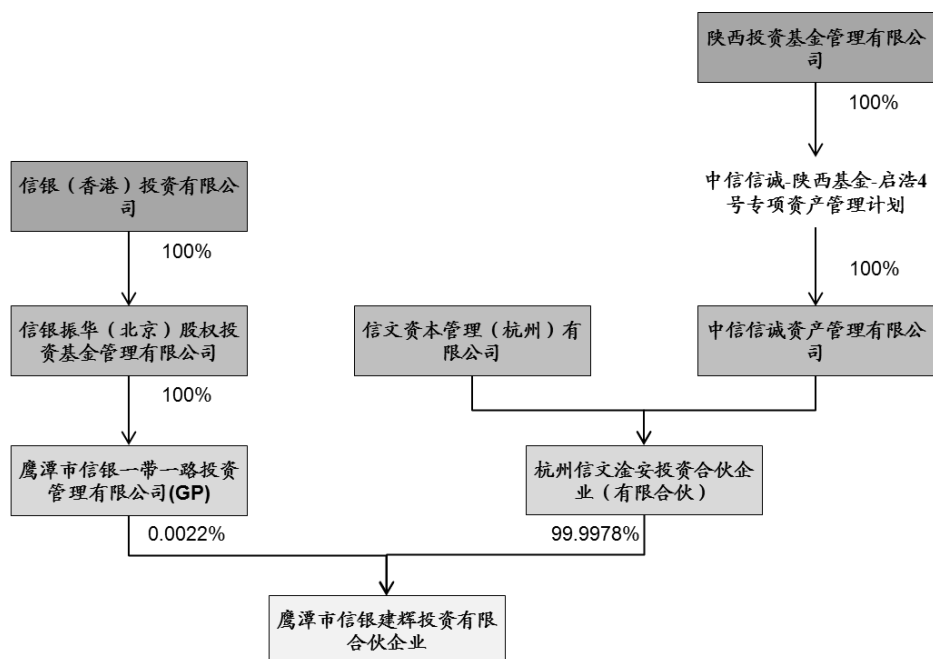 陕西投资基金管理有限公
司
100%
信银（香港）投资有限公
司
中信信诚-陕西基金-启浩4
号专项资产管理计划
100%
100%
信银振华（北京）股权投
资基金管理有限公司
信文资本管理（杭州）有
限公司
中信信诚资产管理有限公
司
100%
鹰潭市信银一带一路投资
管理有限公司(GP)
杭州信文淦安投资合伙企
业（有限合伙）
0.0022%
99.9978%
鹰潭市信银建辉投资有限
合伙企业